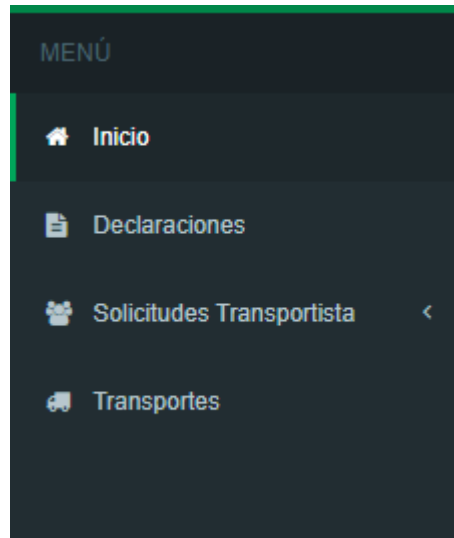 MENÚ
Inicio
Declaraciones
Solicitudes Transportista
Transportes